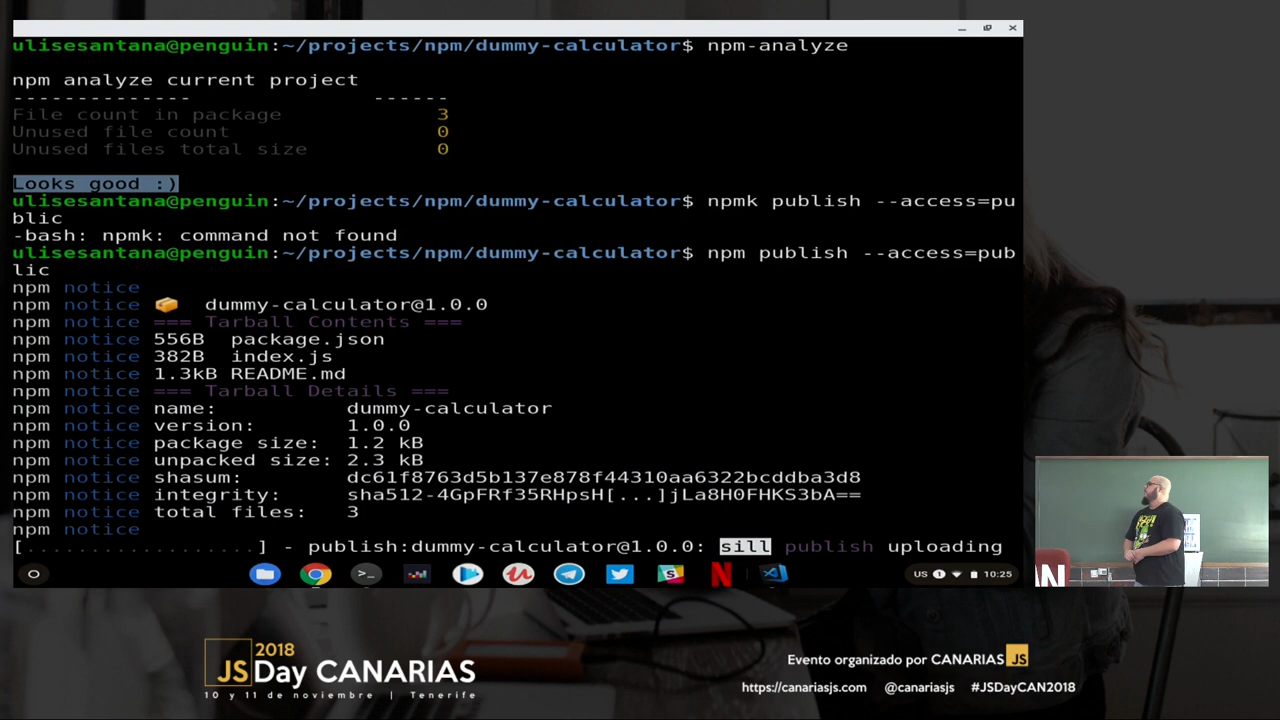 ulisesantana@penguin:~/projects/npm/dummy-calculator$ npm-analyze
npm analyze current project
-------------- ------
File count in package 3
Unused file count 0
Unused files total size 0
Looks good :)
ulisesantana@penguin:~/projects/npm/dummy-calculator$ npmk publish --access=pu
blic
-bash: npmk: command not found
ulisesantana@penguin:~/projects/npm/dummy-calculator$ npm publish --access=pub
lic
npm notice
npm notice 📦 dummy-calculator@1.0.0
npm notice === Tarball Contents ===
npm notice 556B package.json
npm notice 382B index.js
npm notice 1.3kB README.md
npm notice === Tarball Details ===
npm notice name: dummy-calculator
npm notice version: 1.0.0
npm notice package size: 1.2 kB
npm notice unpacked size: 2.3 kB
npm notice shasum: dc61f8763d5b137e878f44310aa6322bcddba3d8
npm notice integrity: sha512-4GpFRf35RHpsH[...]jLa8H0FHKS3bA==
npm notice total files: 3
npm notice
[...................] - publish:dummy-calculator@1.0.0: sill publish uploading
US 1 10:25
AN
2018
JSDay CANARIAS
10 y 11 de noviembre | Tenerife
Evento organizado por CANARIAS JS
https://canariasjs.com @canariasjs #JSDayCAN2018